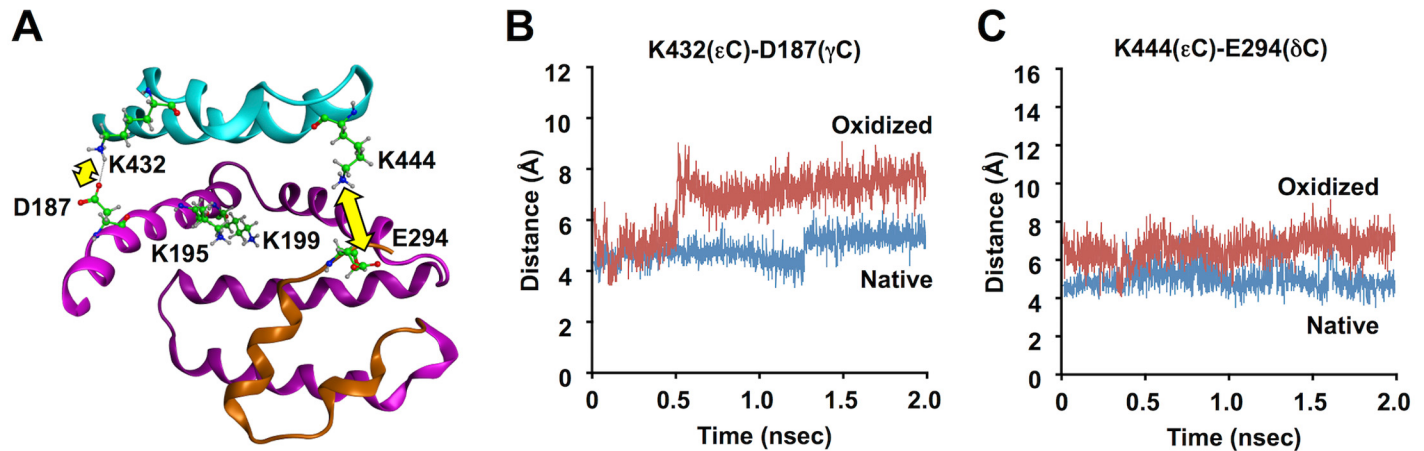 A
K432
D187
K444
K195
K199
E294
B
K432(εC)-D187(γC)
Distance (Å)
12
10
8
6
4
2
0
Oxidized
Native
0
0.5
1.0
1.5
2.0
Time (nsec)
C
K444(εC)-E294(δC)
Distance (Å)
16
14
12
10
8
6
4
2
0
Oxidized
Native
0
0.5
1.0
1.5
2.0
Time (nsec)